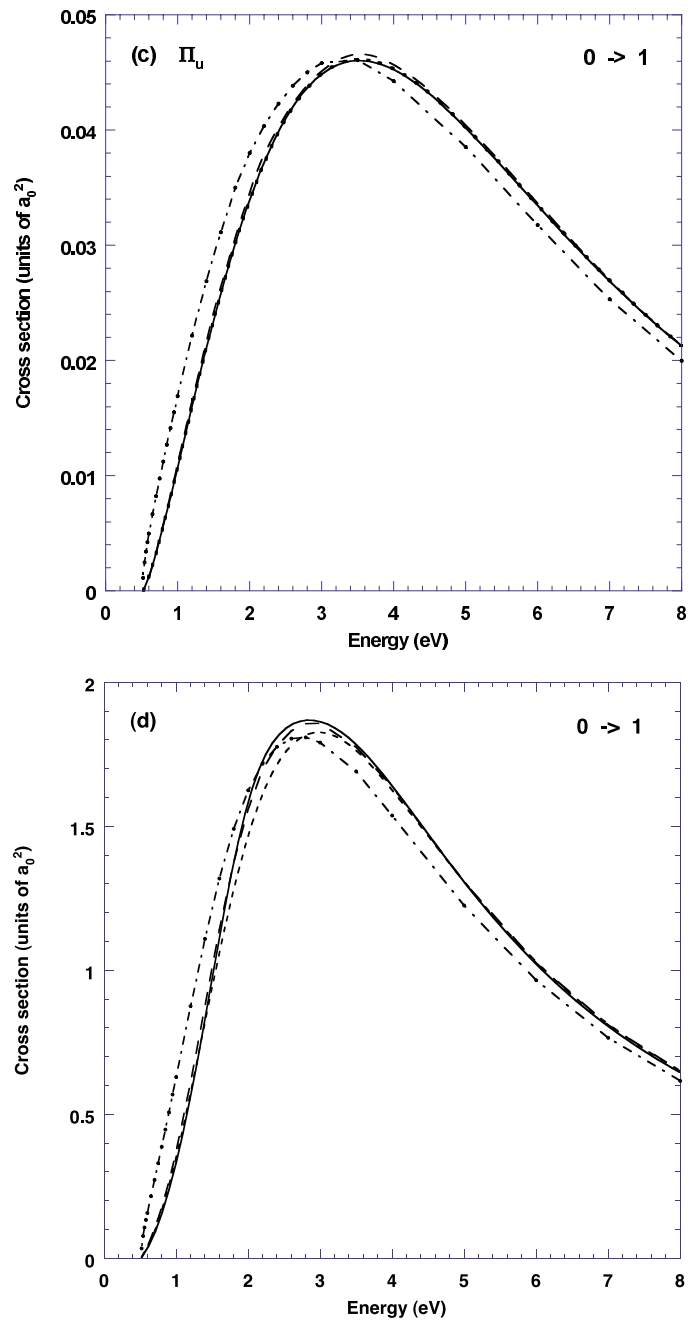 0.05
(c) Πu 0 -> 1
0.04
0.03
0.02
0.01
0
Cross section (units of a₀²)
0 1 2 3 4 5 6 7 8
Energy (eV)
2
(d) 0 -> 1
1.5
1
0.5
0
Cross section (units of a₀²)
0 1 2 3 4 5 6 7 8
Energy (eV)